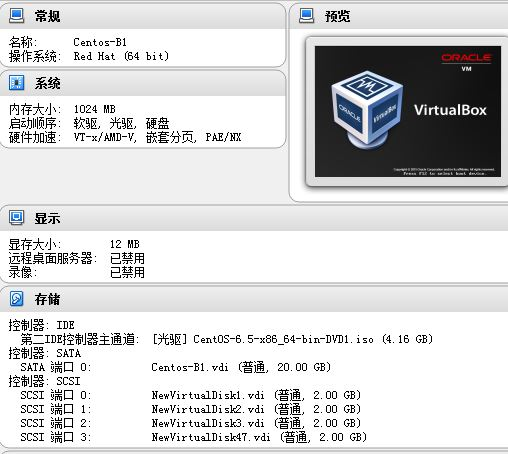 常规
名称: Centos-B1
操作系统: Red Hat (64 bit)
系统
内存大小: 1024 MB
启动顺序: 软驱, 光驱, 硬盘
硬件加速: VT-x/AMD-V, 嵌套分页, PAE/NX
预览
ORACLE
VM
ORACLE
VirtualBox
VirtualBox
Press F12 to select boot device.
显示
显存大小: 12 MB
远程桌面服务器: 已禁用
录像: 已禁用
存储
控制器: IDE
第二IDE控制器主通道: [光驱] CentOS-6.5-x86_64-bin-DVD1.iso (4.16 GB)
控制器: SATA
SATA 端口 0: Centos-B1.vdi (普通, 20.00 GB)
控制器: SCSI
SCSI 端口 0: NewVirtualDisk1.vdi (普通, 2.00 GB)
SCSI 端口 1: NewVirtualDisk2.vdi (普通, 2.00 GB)
SCSI 端口 2: NewVirtualDisk3.vdi (普通, 2.00 GB)
SCSI 端口 3: NewVirtualDisk47.vdi (普通, 2.00 GB)